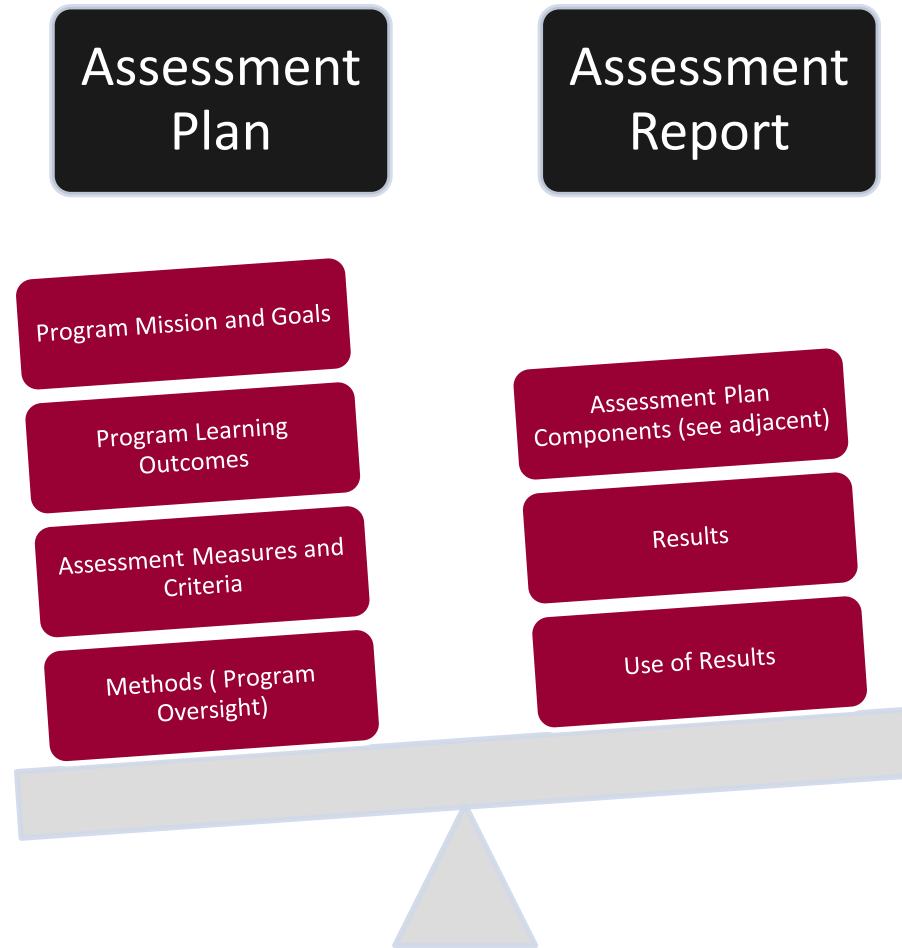 Assessment
Plan
Assessment
Report
Program Mission and Goals
Program Learning
Outcomes
Assessment Measures and
Criteria
Methods ( Program
Oversight)
Assessment Plan
Components (see adjacent)
Results
Use of Results